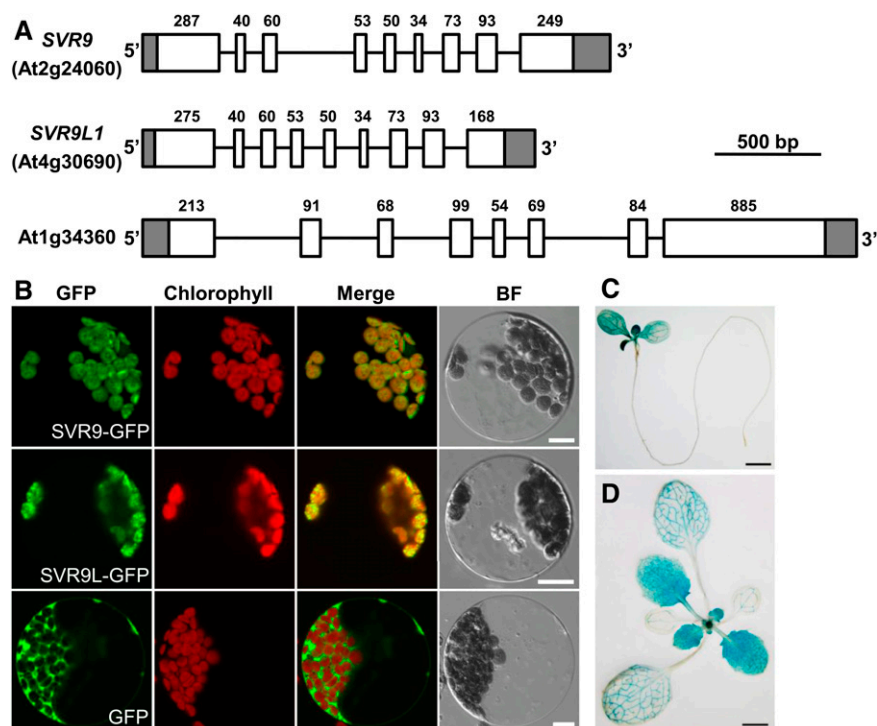 A
SVR9
(At2g24060)
5’ 287 40 60 53 50 34 73 93 249 3’
SVR9L1
(At4g30690)
5’ 275 40 60 53 50 34 73 93 168 3’
500 bp
At1g34360
5’ 213 91 68 99 54 69 84 885 3’
B
GFP Chlorophyll Merge BF
SVR9-GFP
SVR9L-GFP
GFP
C
D